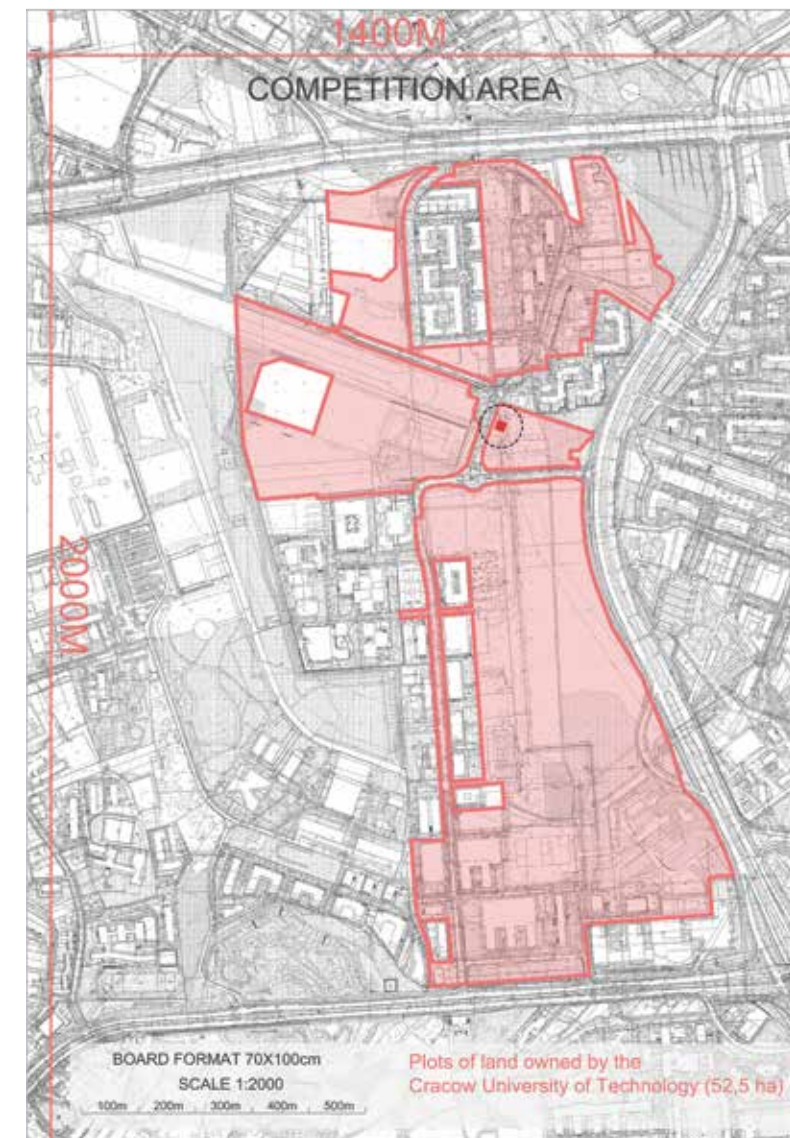 1400M
COMPETITION AREA
2000M
BOARD FORMAT 70X100cm
SCALE 1:2000
100m 200m 300m 400m 500m
Plots of land owned by the
Cracow University of Technology (52,5 ha)